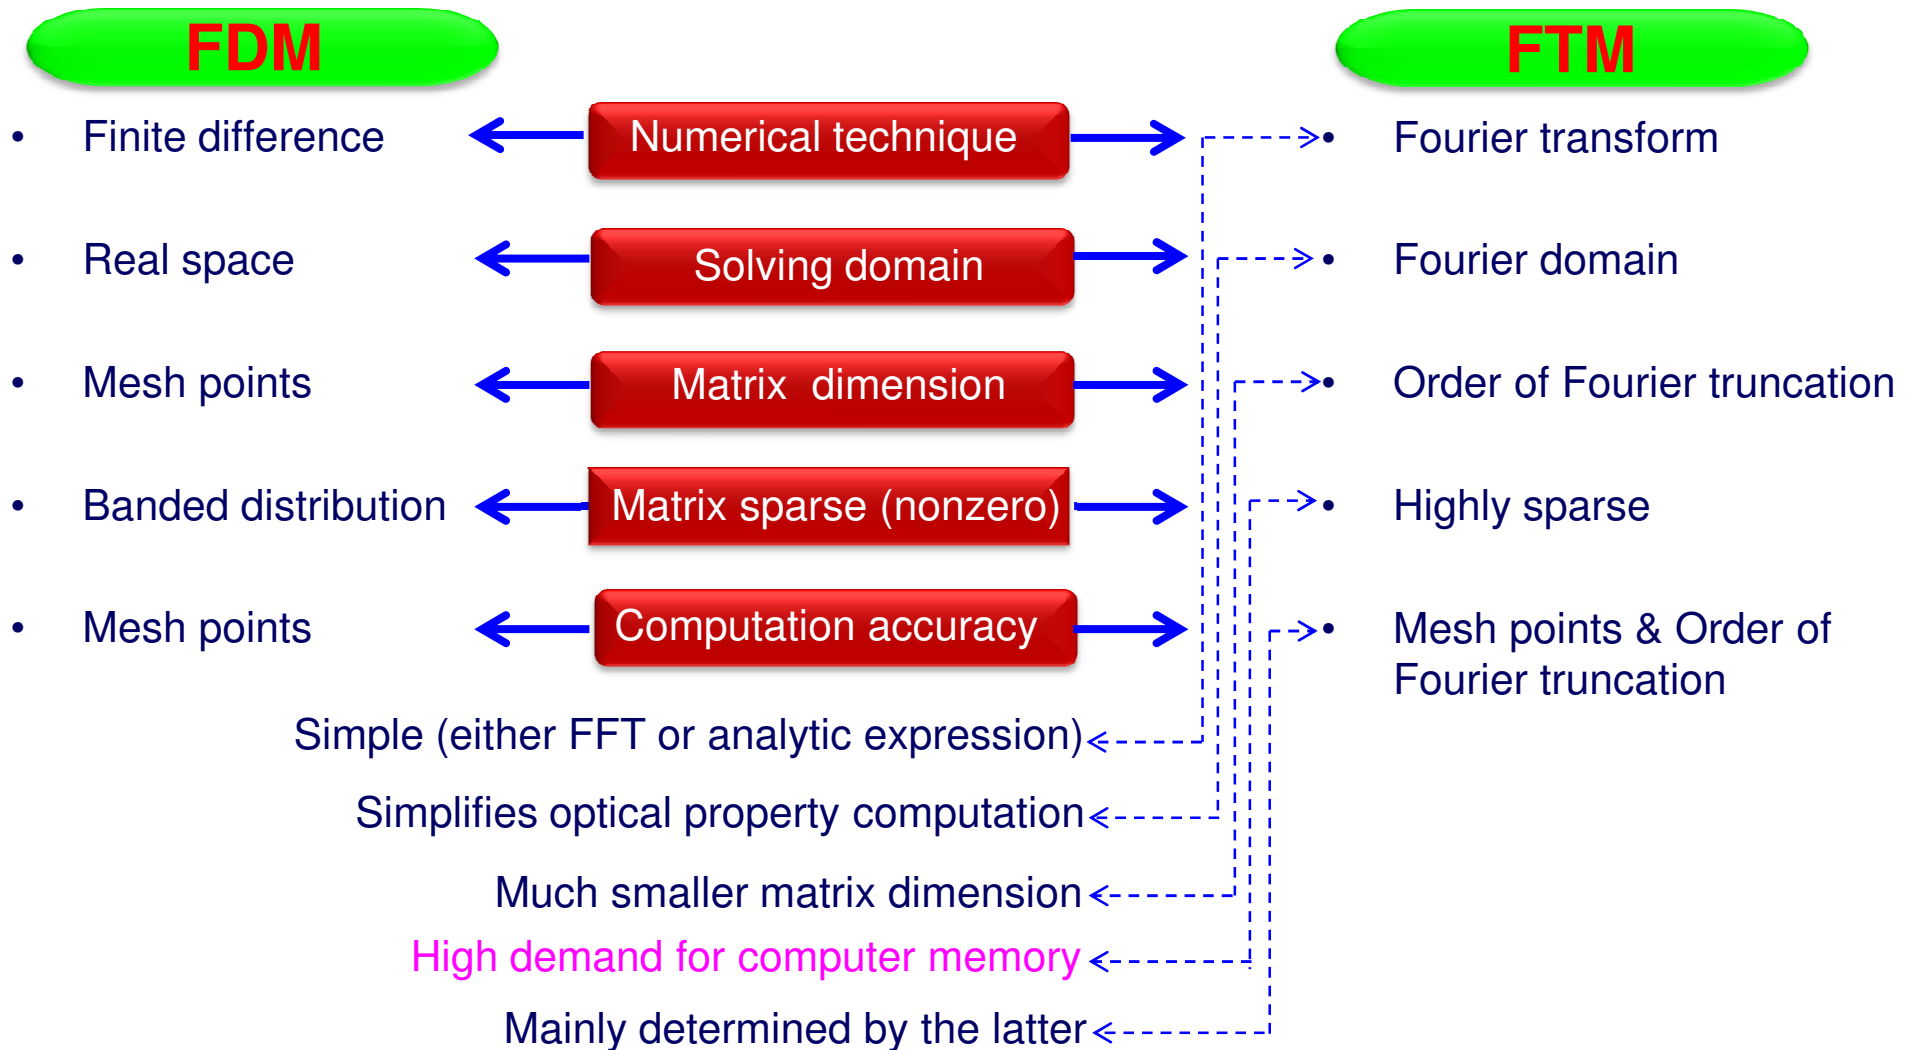 FDM
FTM
• Finite difference
Numerical technique
• Fourier transform
• Real space
Solving domain
• Fourier domain
• Mesh points
Matrix dimension
• Order of Fourier truncation
• Banded distribution
Matrix sparse (nonzero)
• Highly sparse
• Mesh points
Computation accuracy
• Mesh points & Order of
Fourier truncation
Simple (either FFT or analytic expression)
Simplifies optical property computation
Much smaller matrix dimension
High demand for computer memory
Mainly determined by the latter